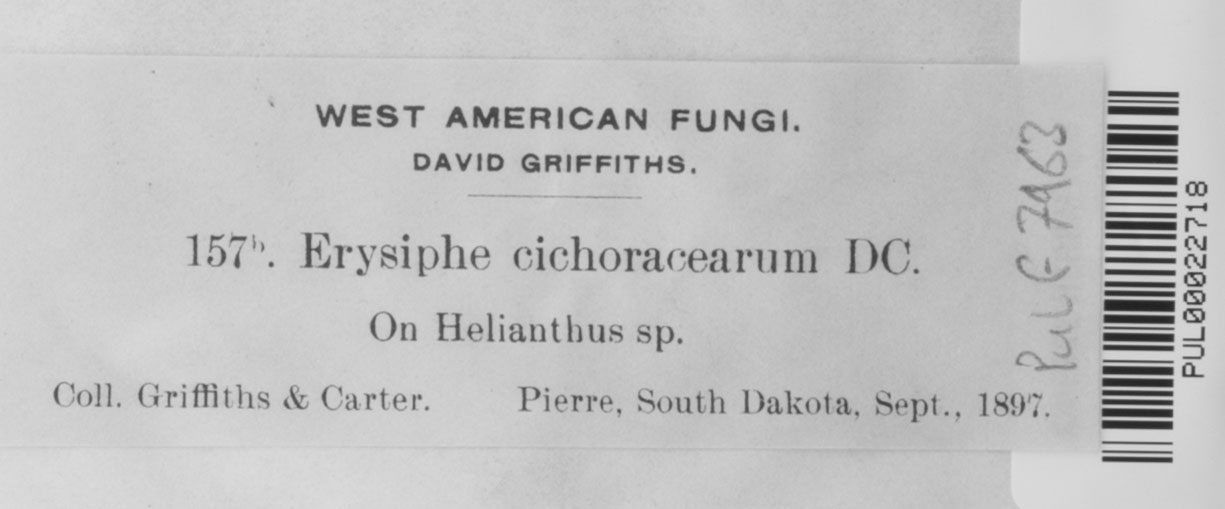 WEST AMERICAN FUNGI.
DAVID GRIFFITHS.
157ᵇ. Erysiphe cichoracearum DC.
On Helianthus sp.
Coll. Griffiths & Carter. Pierre, South Dakota, Sept., 1897.
PUL F 7963
PUL00022718